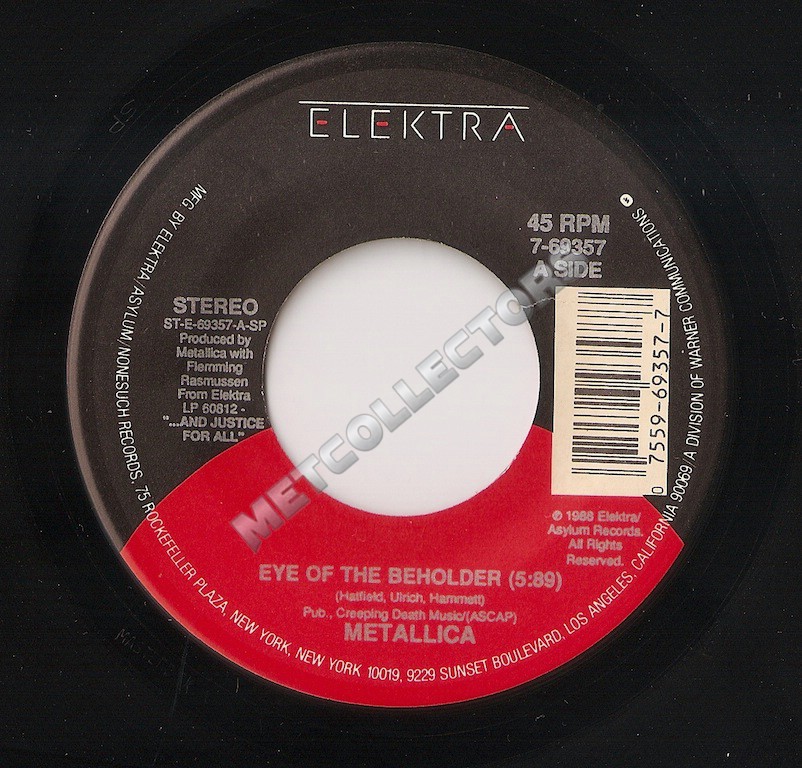 ELEKTRA
45 RPM
7-69357
A SIDE
STEREO
ST-E-69357-A-SP
Produced by
Metallica with
Flemming
Rasmussen
From Elektra
LP 60812 -
"...AND JUSTICE
FOR ALL"
0 7559-69357-7
℗ 1988 Elektra/
Asylum Records.
All Rights
Reserved.
EYE OF THE BEHOLDER (5:89)
(Hatfield, Ulrich, Hammett)
Pub., Creeping Death Music/(ASCAP)
METALLICA
MFG. BY ELEKTRA/ASYLUM/NONESUCH RECORDS, 75 ROCKEFELLER PLAZA, NEW YORK, NEW YORK 10019, 9229 SUNSET BOULEVARD, LOS ANGELES, CALIFORNIA 90069/A DIVISION OF WARNER COMMUNICATIONS
METCOLLECTORS
SP